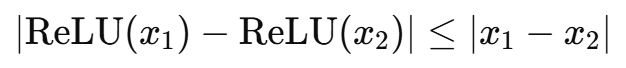 |ReLU(x₁) − ReLU(x₂)| ≤ |x₁ − x₂|